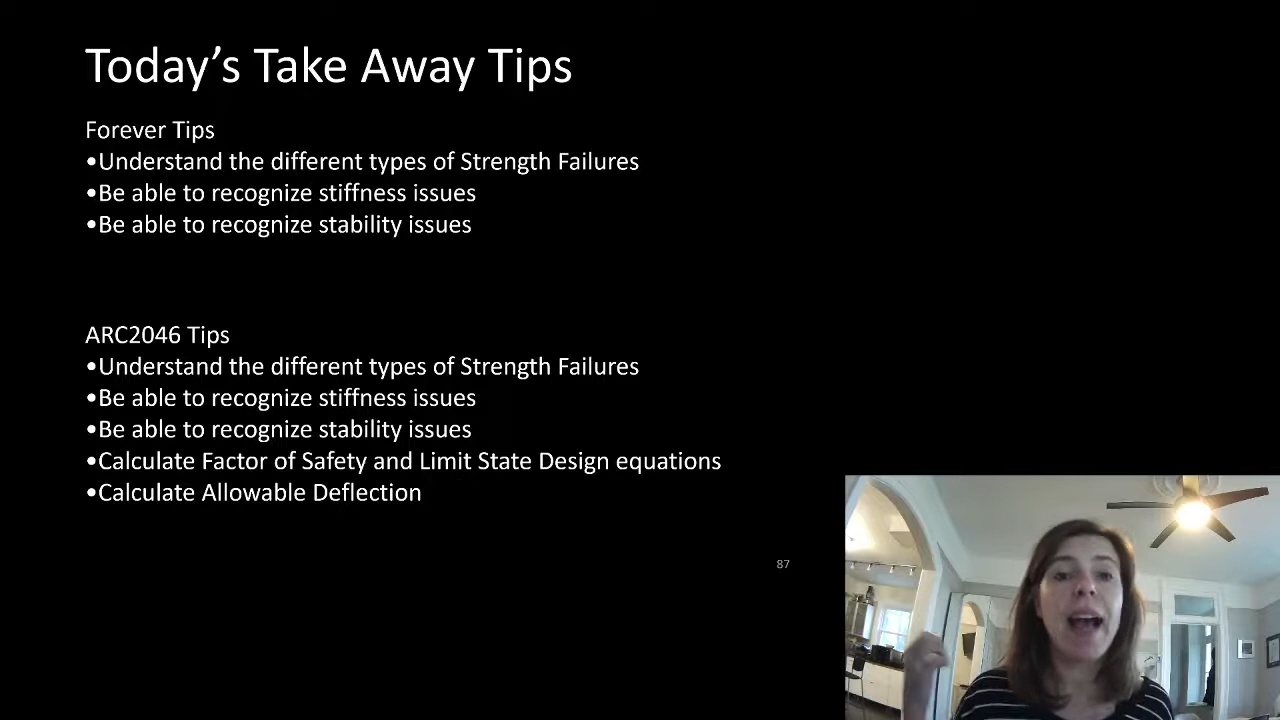 Today's Take Away Tips
Forever Tips
•Understand the different types of Strength Failures
•Be able to recognize stiffness issues
•Be able to recognize stability issues
ARC2046 Tips
•Understand the different types of Strength Failures
•Be able to recognize stiffness issues
•Be able to recognize stability issues
•Calculate Factor of Safety and Limit State Design equations
•Calculate Allowable Deflection
87